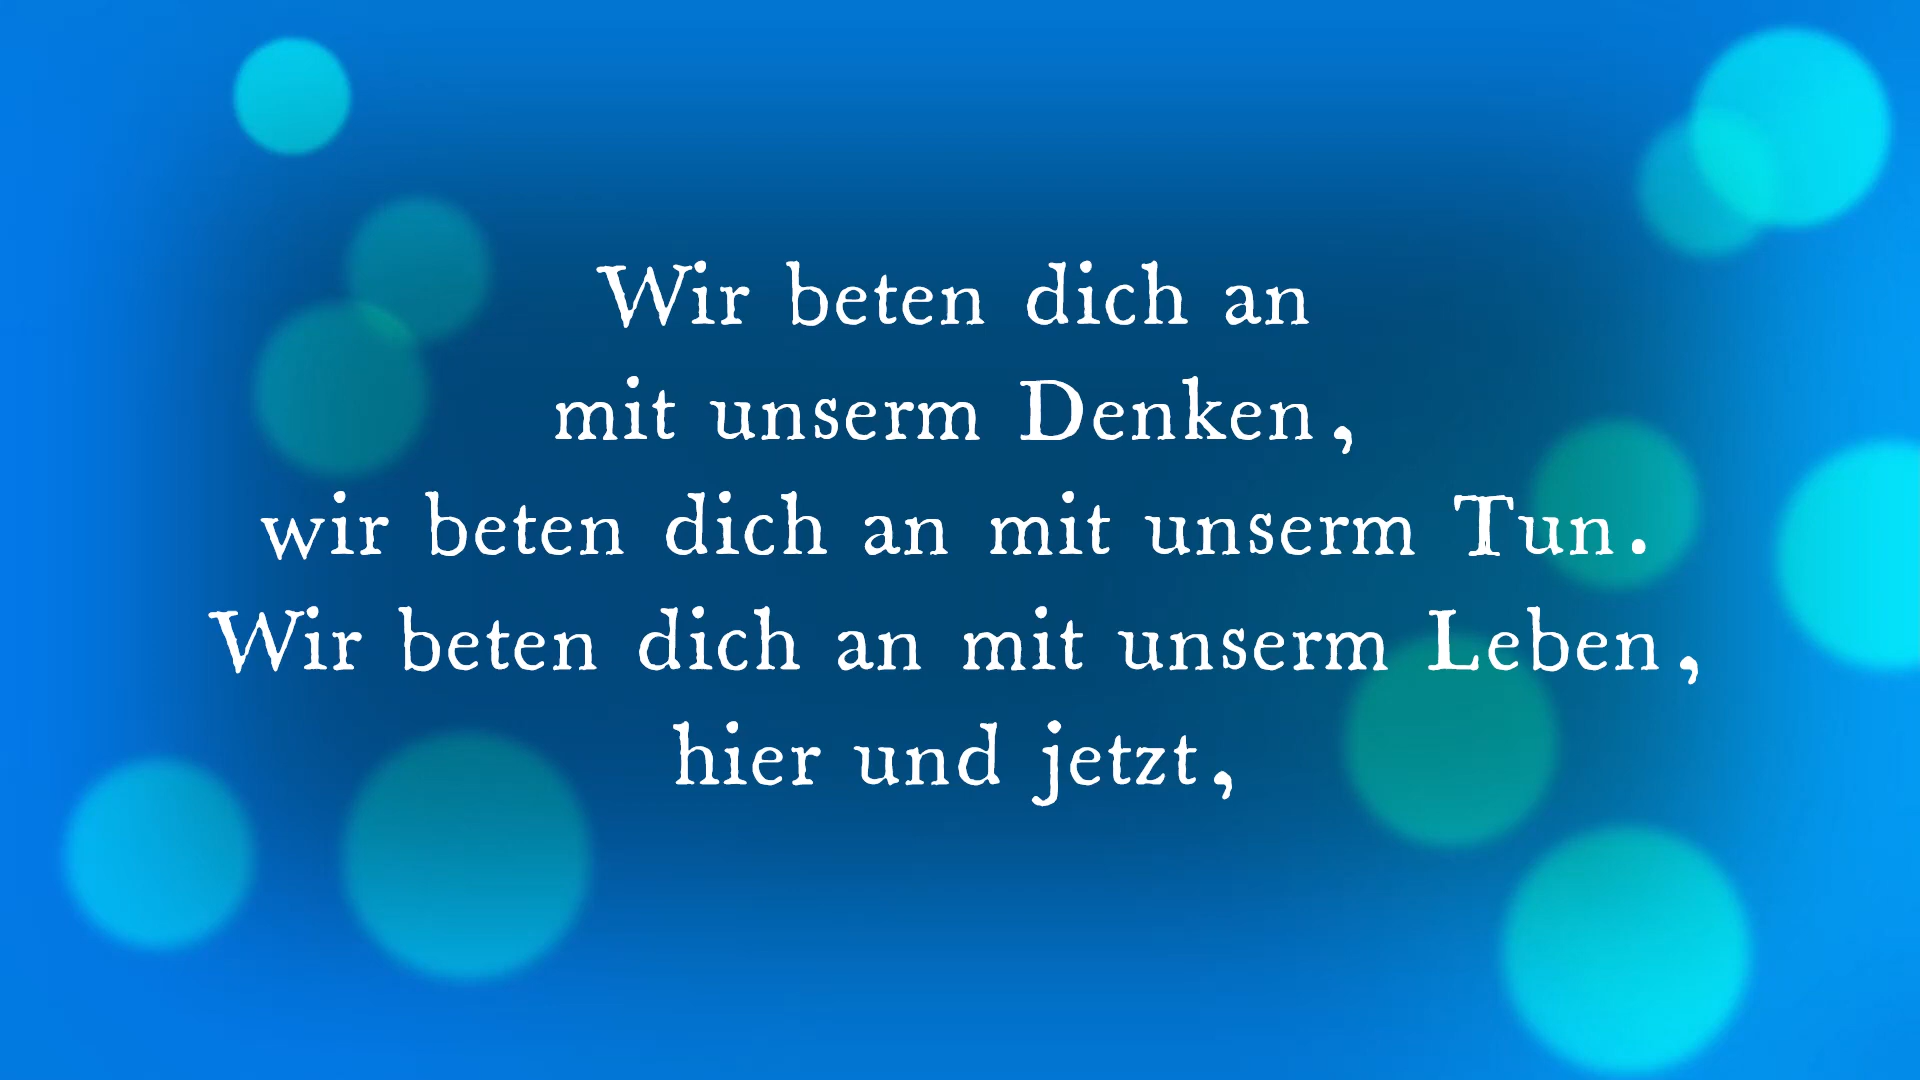 Wir beten dich an
mit unserm Denken,
wir beten dich an mit unserm Tun.
Wir beten dich an mit unserm Leben,
hier und jetzt,